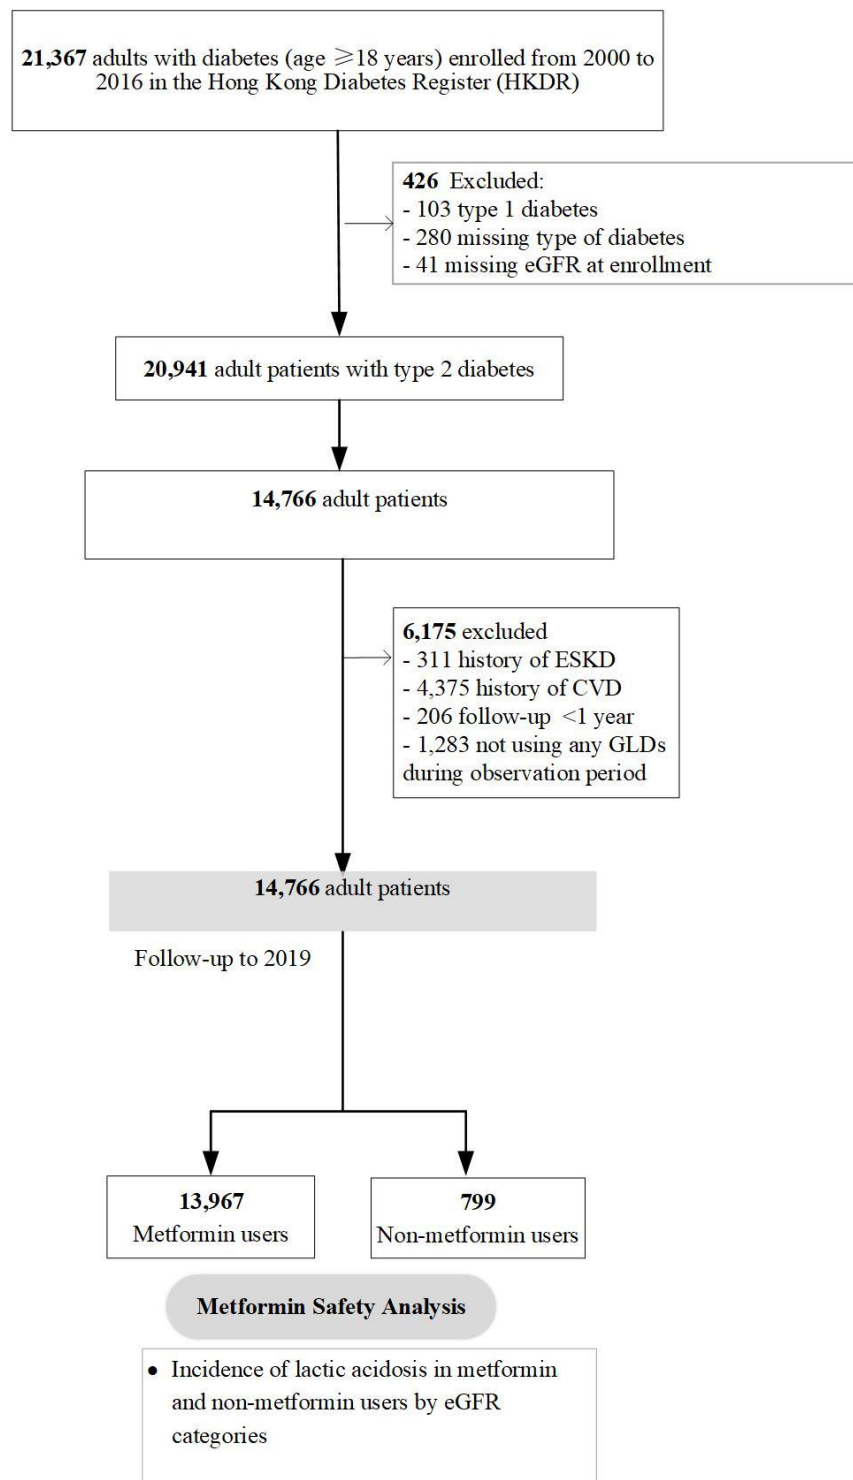 21,367 adults with diabetes (age ⩾18 years) enrolled from 2000 to
2016 in the Hong Kong Diabetes Register (HKDR)
426 Excluded:
- 103 type 1 diabetes
- 280 missing type of diabetes
- 41 missing eGFR at enrollment
20,941 adult patients with type 2 diabetes
14,766 adult patients
6,175 excluded
- 311 history of ESKD
- 4,375 history of CVD
- 206 follow-up <1 year
- 1,283 not using any GLDs
during observation period
14,766 adult patients
Follow-up to 2019
13,967
Metformin users
799
Non-metformin users
Metformin Safety Analysis
● Incidence of lactic acidosis in metformin
and non-metformin users by eGFR
categories